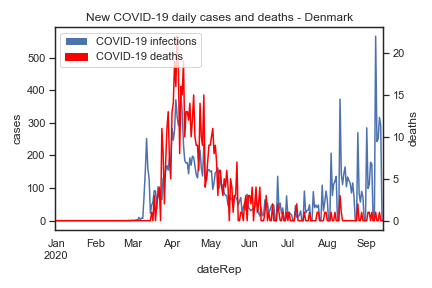 New COVID-19 daily cases and deaths - Denmark
COVID-19 infections
COVID-19 deaths
cases
500
400
300
200
100
0
deaths
20
15
10
5
0
Jan Feb Mar Apr May Jun Jul Aug Sep
2020
dateRep